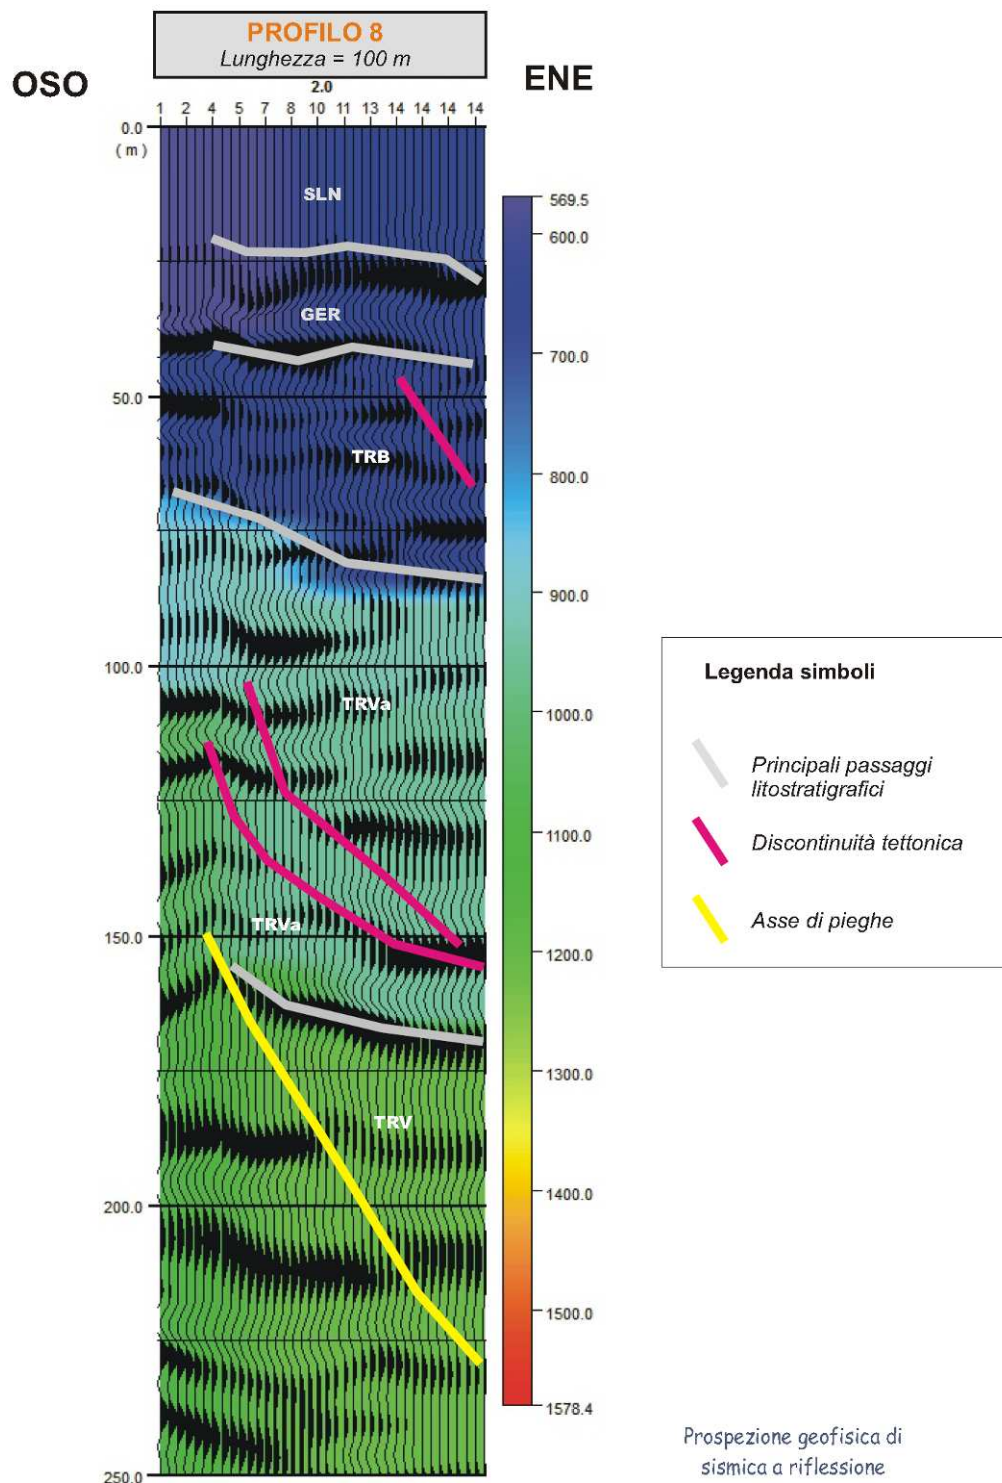 PROFILO 8
Lunghezza = 100 m
OSO
ENE
2.0
1 2 4 5 7 8 10 11 13 14 14 14 14
0.0
( m )
50.0
100.0
150.0
200.0
250.0
SLN
GER
TRB
TRVa
TRVa
TRV
569.5
600.0
700.0
800.0
900.0
1000.0
1100.0
1200.0
1300.0
1400.0
1500.0
1578.4
Legenda simboli
Principali passaggi
litostratigrafici
Discontinuità tettonica
Asse di pieghe
Prospezione geofisica di
sismica a riflessione